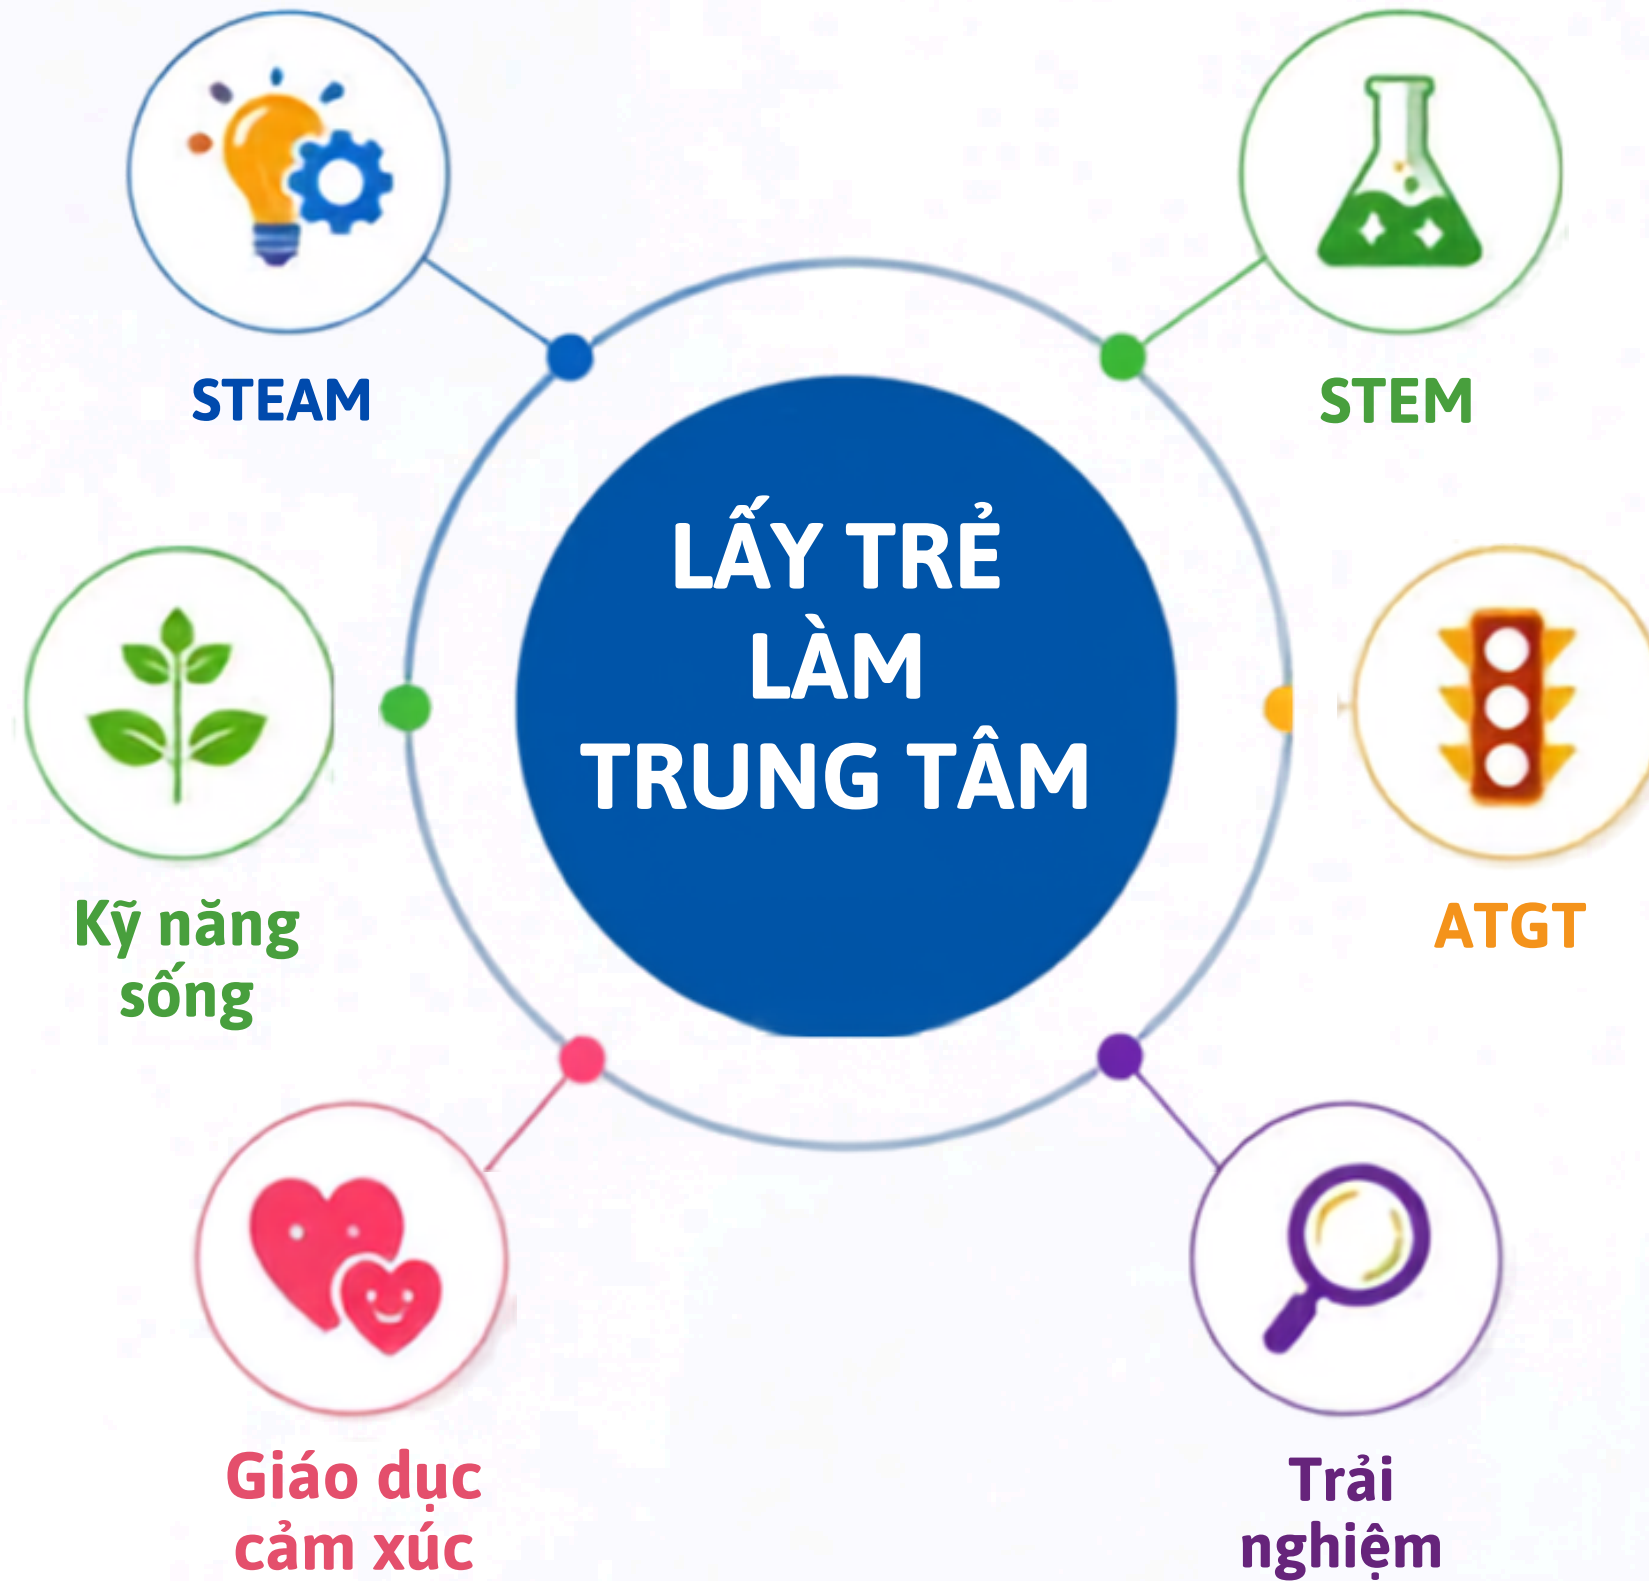 STEAM
STEM
LẤY TRẺ
LÀM
TRUNG TÂM
Kỹ năng
sống
ATGT
Giáo dục
cảm xúc
Trải
nghiệm